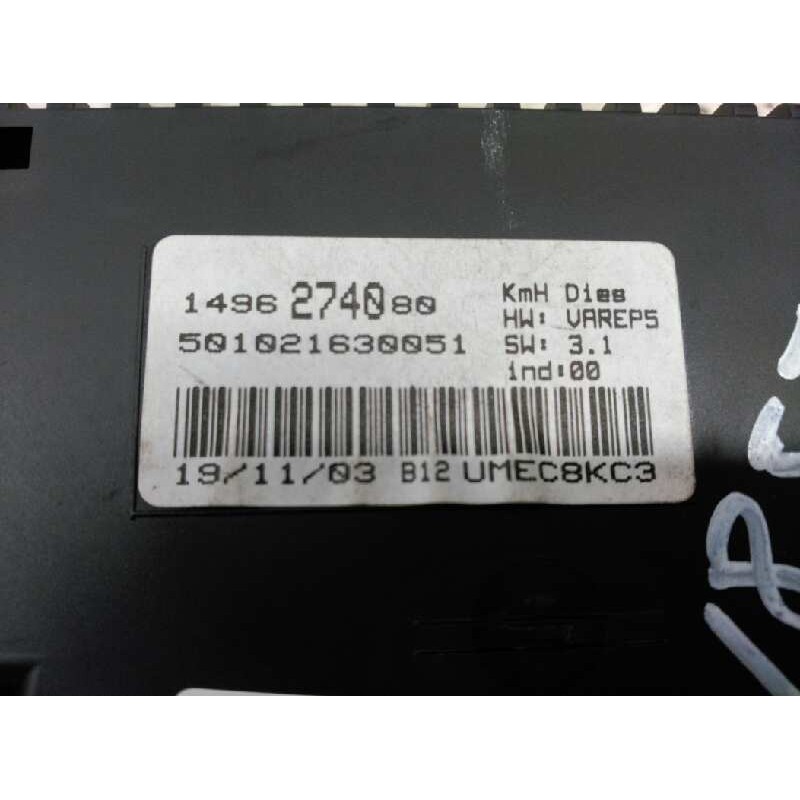 1496 2740 80
501021630051
KmH Dies
HW: VAREP5
SW: 3.1
ind:00
19/11/03 B12 UMEC8KC3